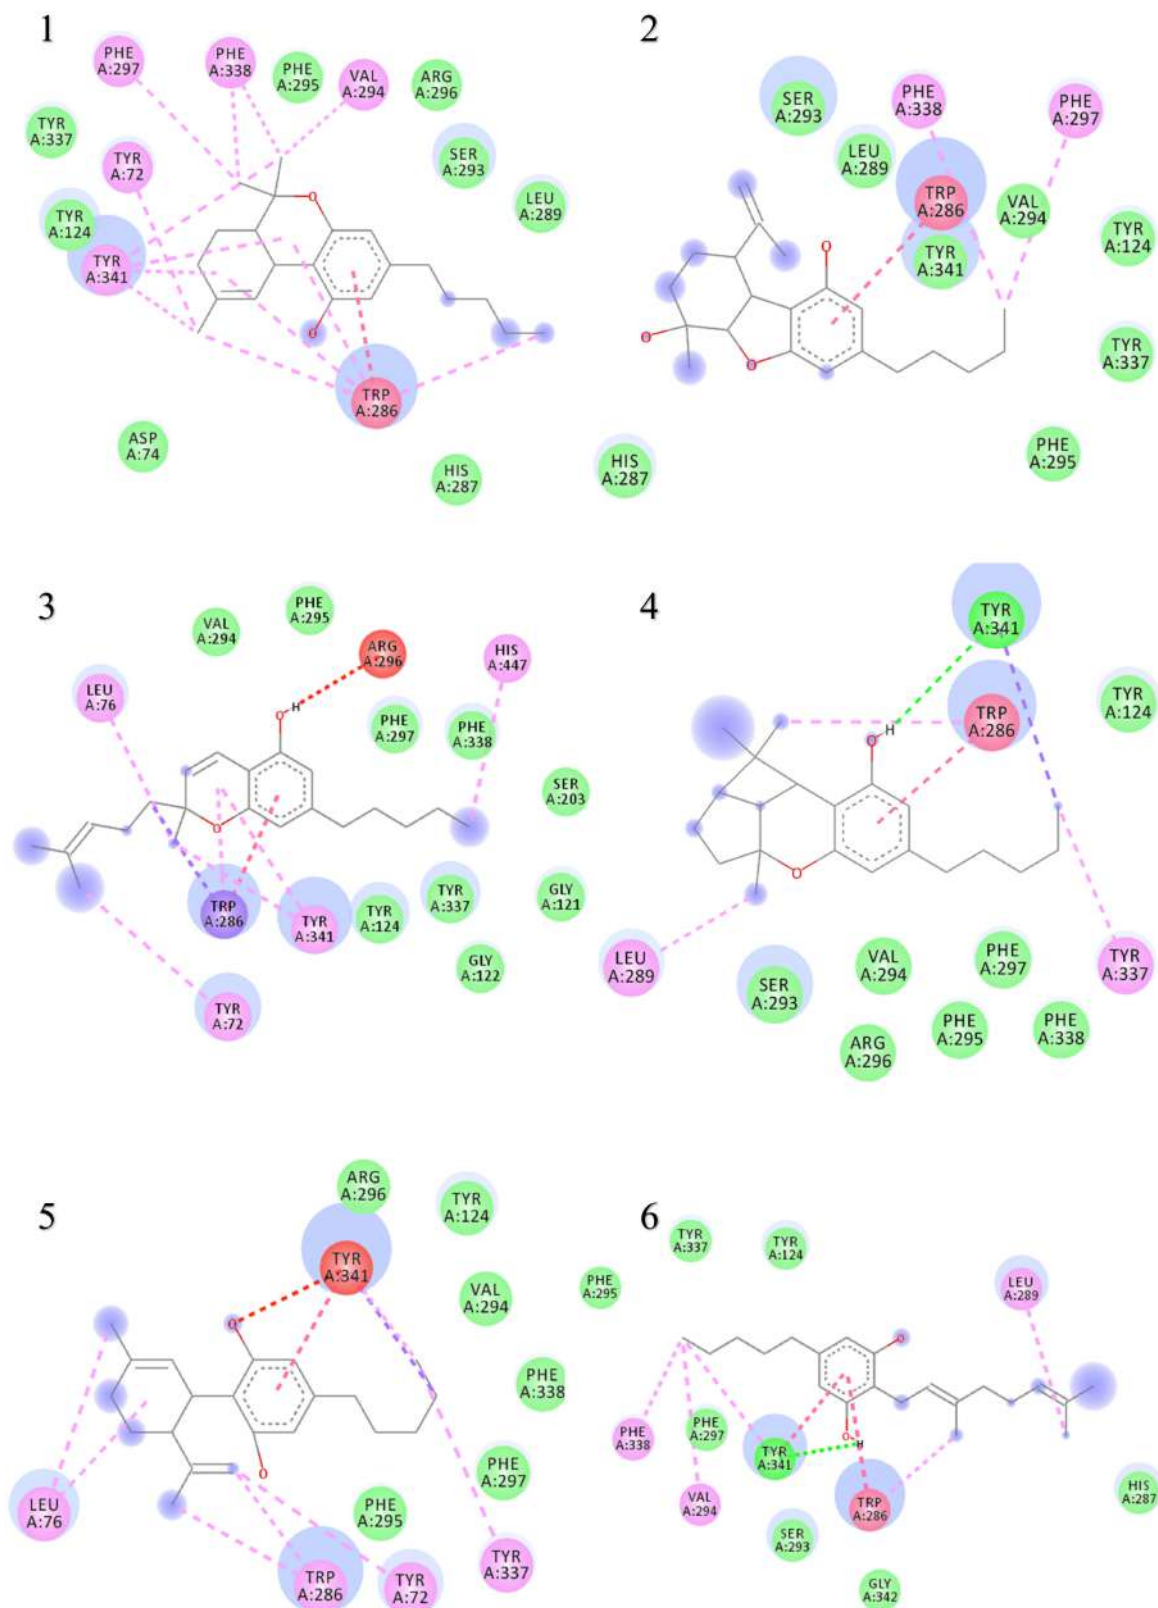 1
PHE
A:297
PHE
A:338
PHE
A:295
VAL
A:294
ARG
A:296
TYR
A:337
TYR
A:72
SER
A:293
TYR
A:124
LEU
A:289
TYR
A:341
O
O
TRP
A:286
ASP
A:74
HIS
A:287
2
SER
A:293
PHE
A:338
PHE
A:297
LEU
A:289
TRP
A:286
VAL
A:294
TYR
A:124
TYR
A:341
O
O
O
TYR
A:337
HIS
A:287
PHE
A:295
3
PHE
A:295
VAL
A:294
ARG
A:296
HIS
A:447
LEU
A:76
O
H
PHE
A:297
PHE
A:338
SER
A:203
O
TRP
A:286
TYR
A:341
TYR
A:124
TYR
A:337
GLY
A:121
GLY
A:122
TYR
A:72
4
TYR
A:341
TRP
A:286
TYR
A:124
O
H
O
LEU
A:289
SER
A:293
VAL
A:294
PHE
A:297
TYR
A:337
ARG
A:296
PHE
A:295
PHE
A:338
5
ARG
A:296
TYR
A:124
TYR
A:341
VAL
A:294
O
PHE
A:338
O
LEU
A:76
PHE
A:295
PHE
A:297
TRP
A:286
TYR
A:72
TYR
A:337
6
TYR
A:337
TYR
A:124
PHE
A:295
LEU
A:289
O
O
H
PHE
A:338
PHE
A:297
TYR
A:341
VAL
A:294
TRP
A:286
HIS
A:287
SER
A:293
GLY
A:342